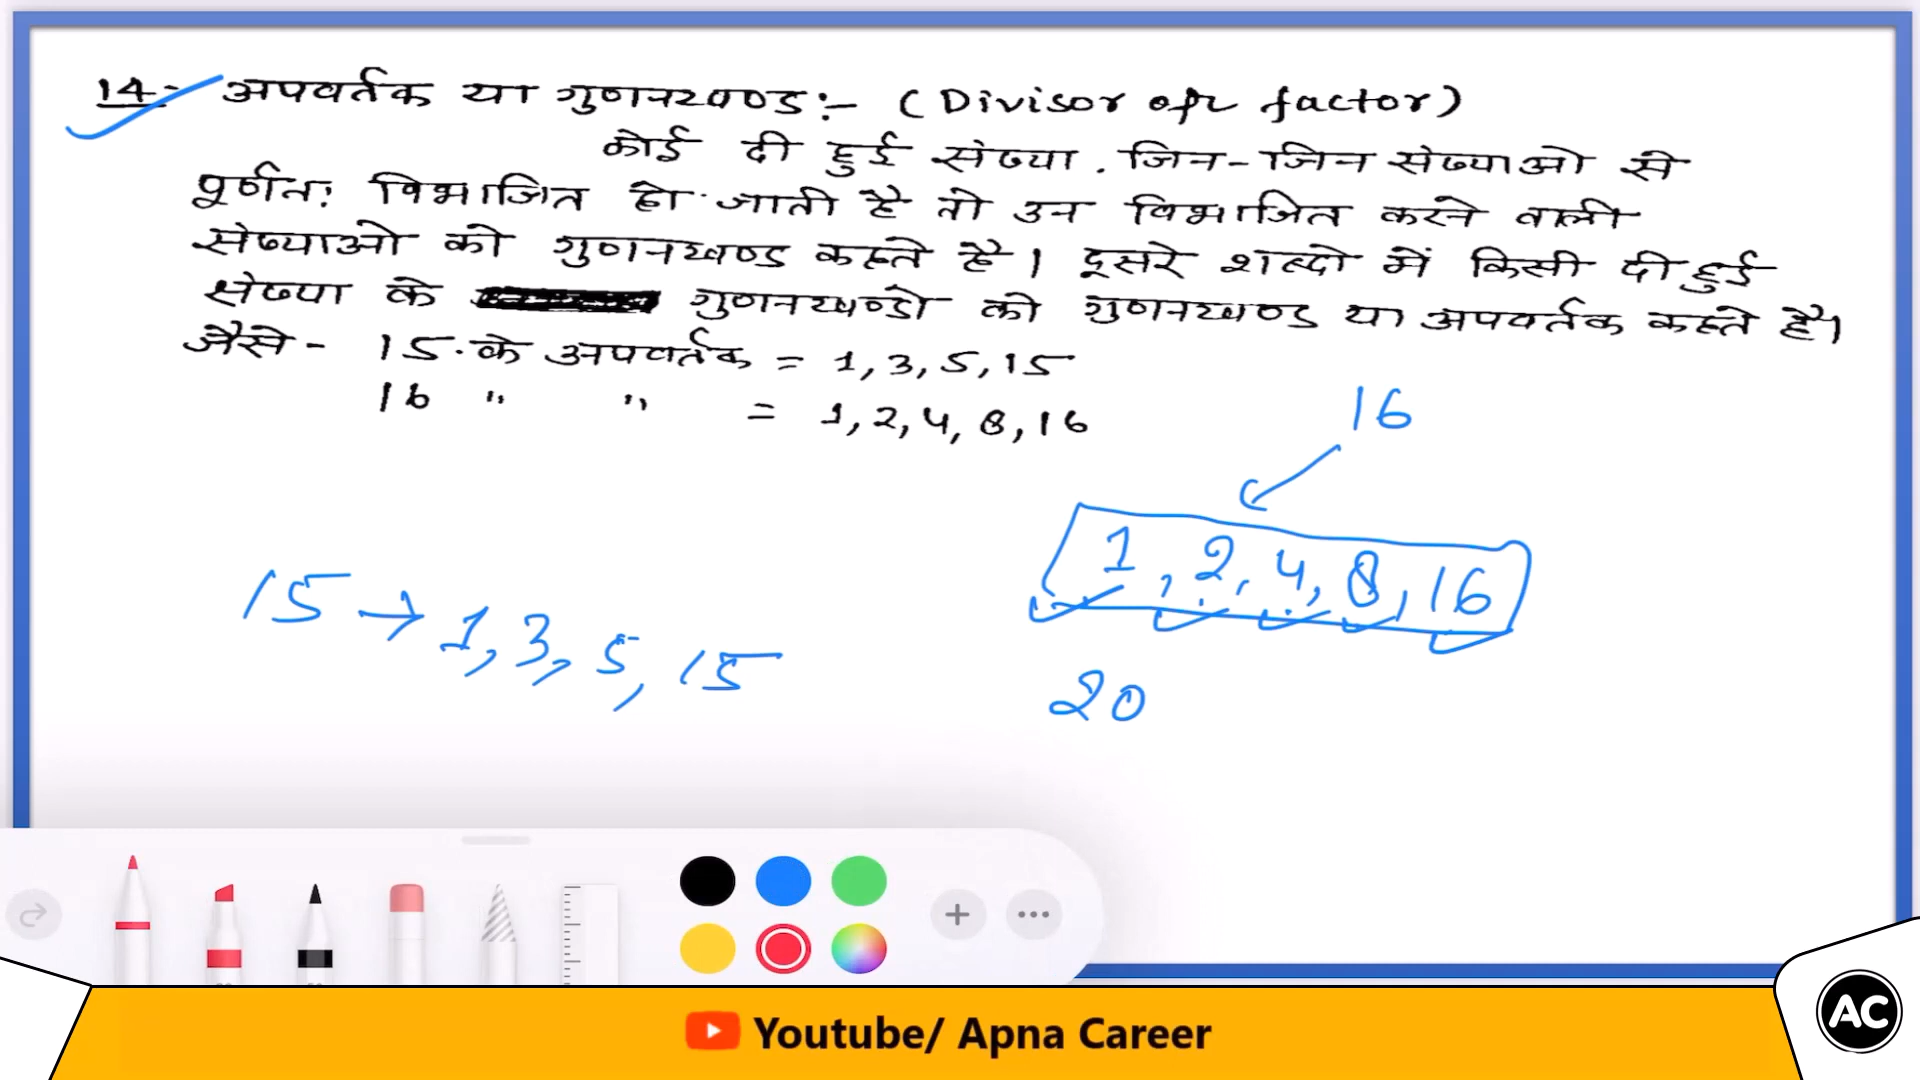 14:- अपवर्तक या गुणनखण्ड:- (Divisor or factor)
कोई दी हुई संख्या. जिन-जिन संख्याओ से
पूर्णत: विभाजित हो जाती है तो उन विभाजित करने वाली
संख्याओ को गुणनखण्ड कहते है। दूसरे शब्दो में किसी दी हुई
संख्या के गुणनखण्डो को गुणनखण्ड या अपवर्तक कहते है।
जैसे - 15.के अपवर्तक = 1, 3, 5, 15
16 " " = 1, 2, 4, 8, 16
16
1, 2, 4, 8, 16
15 → 1, 3, 5, 15
20
Youtube/ Apna Career
AC